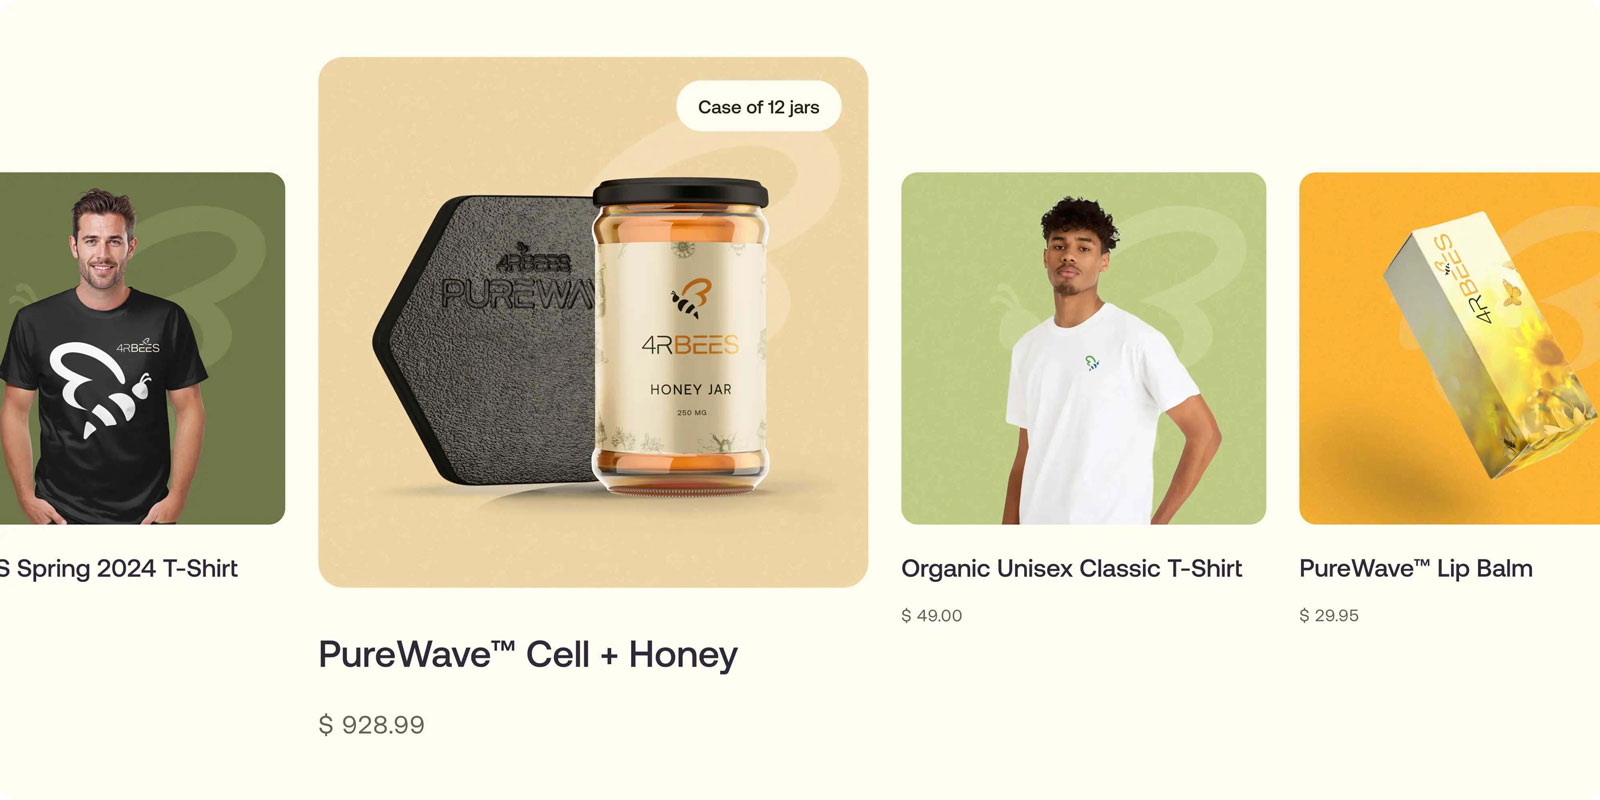 4RBEES
S Spring 2024 T-Shirt
Case of 12 jars
4RBEES
PUREWAV
4RBEES
HONEY JAR
250 MG
PureWave™ Cell + Honey
$ 928.99
Organic Unisex Classic T-Shirt
$ 49.00
4RBEES
PureWave™ Lip Balm
$ 29.95